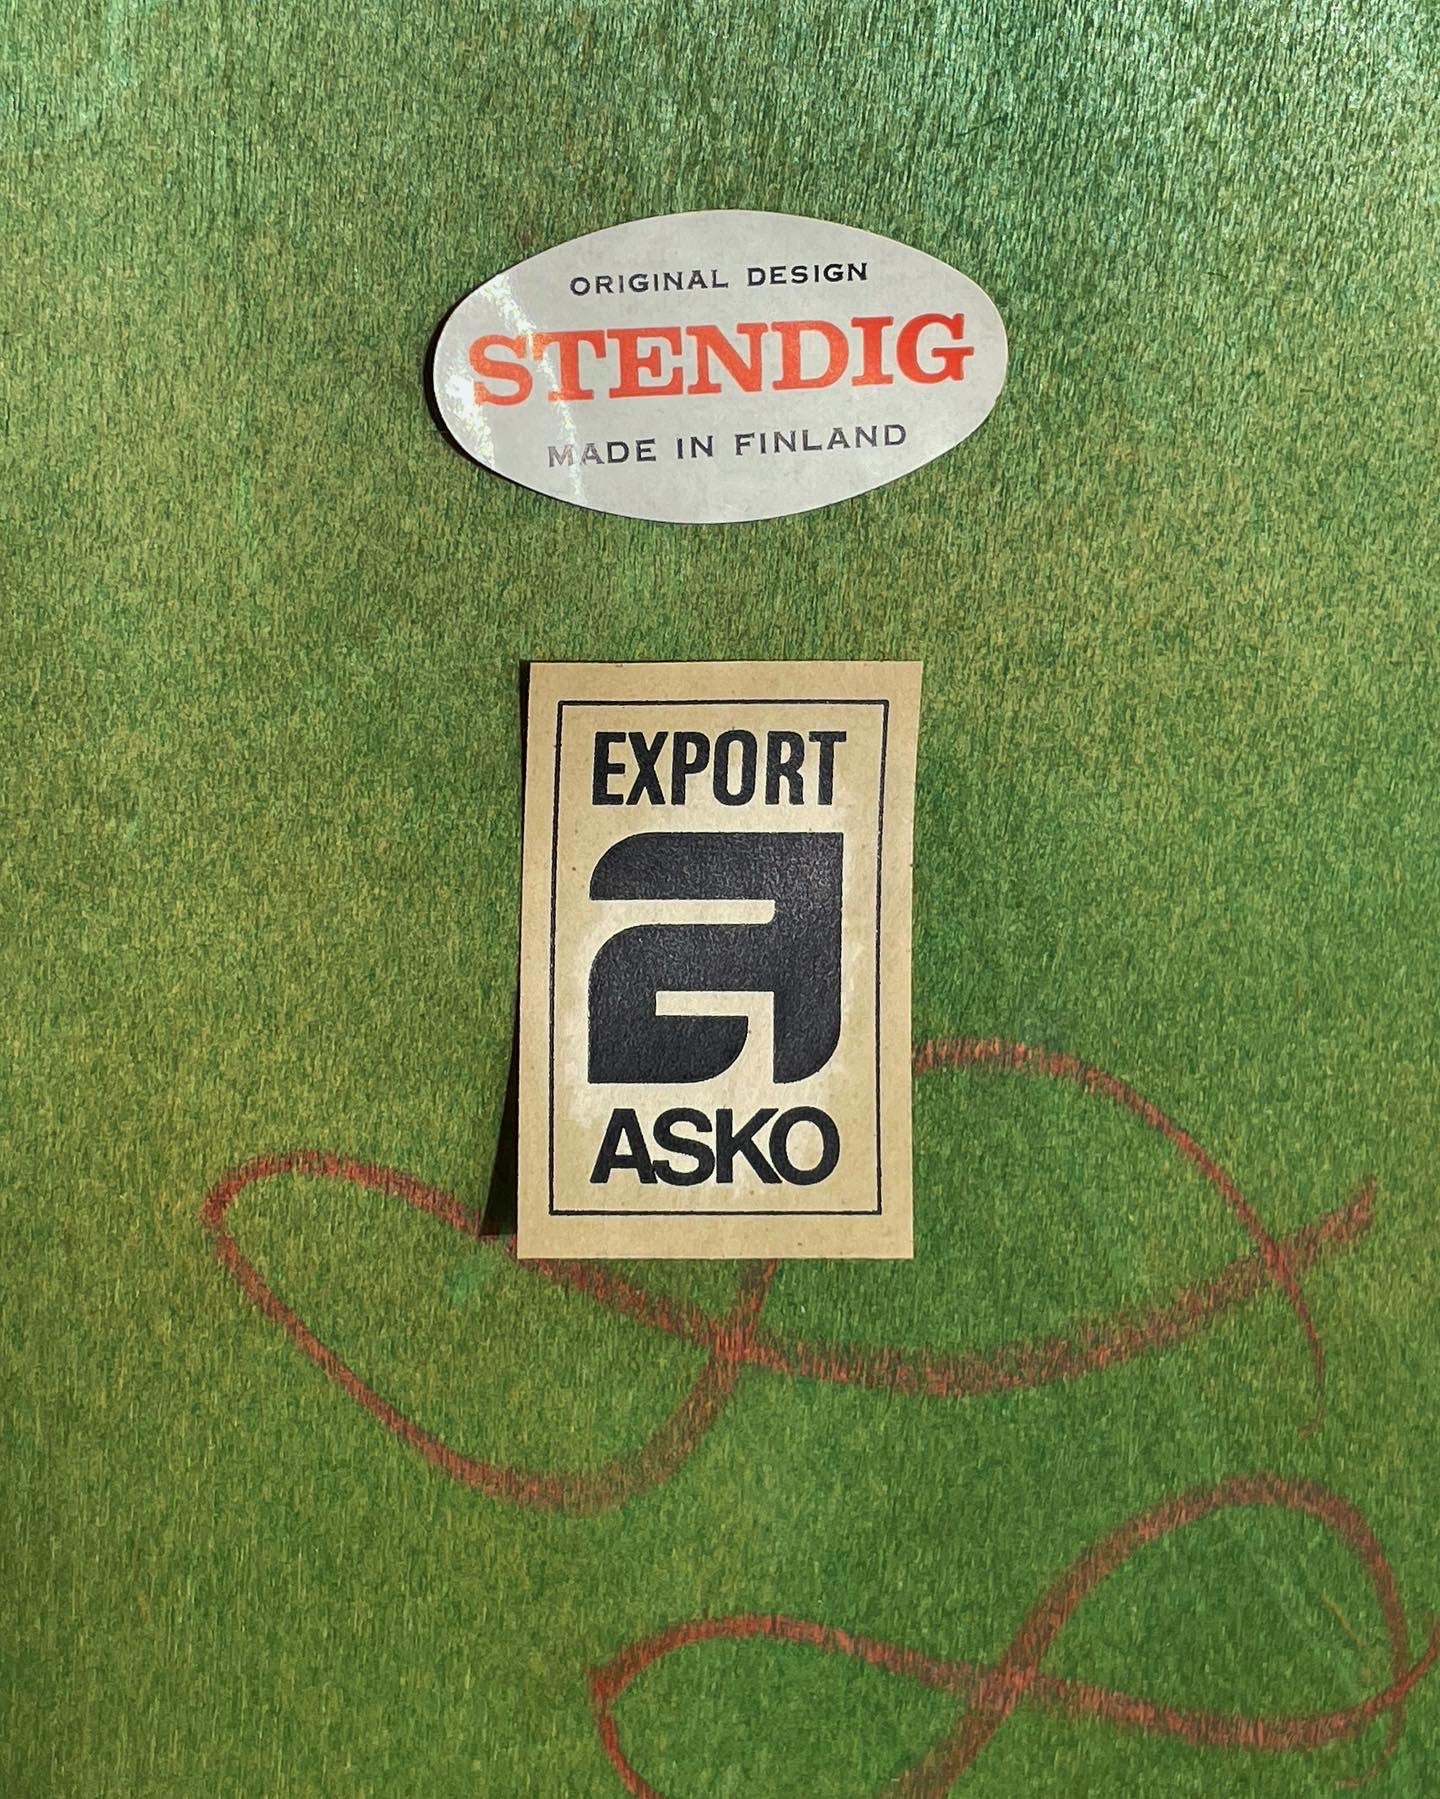 ORIGINAL DESIGN
STENDIG
MADE IN FINLAND
EXPORT
a
ASKO